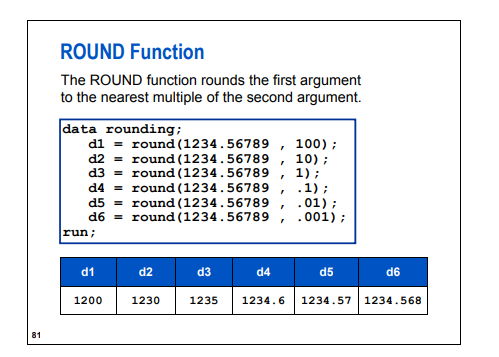 ROUND Function
The ROUND function rounds the first argument
to the nearest multiple of the second argument.
data rounding;
   d1 = round(1234.56789 , 100);
   d2 = round(1234.56789 , 10);
   d3 = round(1234.56789 , 1);
   d4 = round(1234.56789 , .1);
   d5 = round(1234.56789 , .01);
   d6 = round(1234.56789 , .001);
run;
d1 d2 d3 d4 d5 d6
1200 1230 1235 1234.6 1234.57 1234.568
81